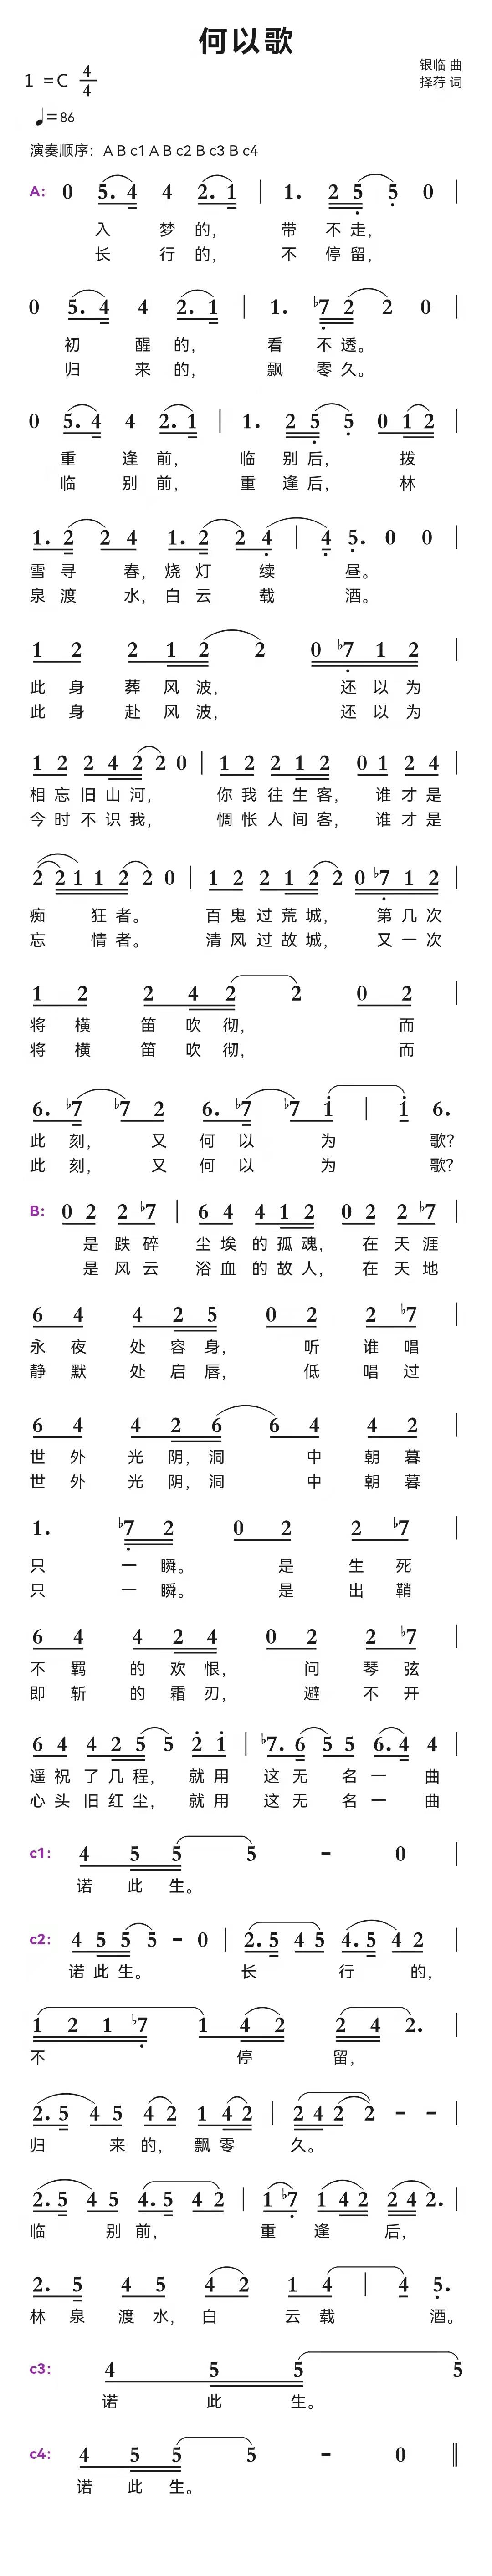 何以歌
银临 曲
1 =C 4/4
择荇 词
♩=86
演奏顺序：A B c1 A B c2 B c3 B c4
A: 0 5. 4 4 2. 1 | 1. 2 5 5 0 |
入 梦 的， 带 不 走，
长 行 的， 不 停 留，
0 5. 4 4 2. 1 | 1. ♭7 2 2 0 |
初 醒 的， 看 不 透。
归 来 的， 飘 零 久。
0 5. 4 4 2. 1 | 1. 2 5 5 0 1 2 |
重 逢 前， 临 别 后， 拨
临 别 前， 重 逢 后， 林
1. 2 2 4 1. 2 2 4 | 4 5. 0 0 |
雪 寻 春，烧 灯 续 昼。
泉 渡 水，白 云 载 酒。
1 2 2 1 2 2 0 ♭7 1 2 |
此 身 葬 风 波， 还 以 为
此 身 赴 风 波， 还 以 为
1 2 2 4 2 2 0 | 1 2 2 1 2 0 1 2 4 |
相 忘 旧 山 河， 你 我 往 生 客， 谁 才 是
今 时 不 识 我， 惆 怅 人 间 客， 谁 才 是
2 2 1 1 2 2 0 | 1 2 2 1 2 2 0 ♭7 1 2 |
痴 狂 者。 百 鬼 过 荒 城， 第 几 次
忘 情 者。 清 风 过 故 城， 又 一 次
1 2 2 4 2 2 0 2 |
将 横 笛 吹 彻， 而
将 横 笛 吹 彻， 而
6. ♭7 ♭7 2 6. ♭7 ♭7 1 | 1 6.
此 刻， 又 何 以 为 歌？
此 刻， 又 何 以 为 歌？
B: 0 2 2 ♭7 | 6 4 4 1 2 0 2 2 ♭7 |
是 跌 碎 尘 埃 的 孤 魂， 在 天 涯
是 风 云 浴 血 的 故 人， 在 天 地
6 4 4 2 5 0 2 2 ♭7 |
永 夜 处 容 身， 听 谁 唱
静 默 处 启 唇， 低 唱 过
6 4 4 2 6 6 4 4 2 |
世 外 光 阴，洞 中 朝 暮
世 外 光 阴，洞 中 朝 暮
1. ♭7 2 0 2 2 ♭7 |
只 一 瞬。 是 生 死
只 一 瞬。 是 出 鞘
6 4 4 2 4 0 2 2 ♭7 |
不 羁 的 欢 恨， 问 琴 弦
即 斩 的 霜 刃， 避 不 开
6 4 4 2 5 5 2 1 | ♭7. 6 5 5 6. 4 4 |
遥 祝 了 几 程， 就 用 这 无 名 一 曲
心 头 旧 红 尘， 就 用 这 无 名 一 曲
c1: 4 5 5 5 - 0 |
诺 此 生。
c2: 4 5 5 5 - 0 | 2. 5 4 5 4. 5 4 2 |
诺 此 生。 长 行 的，
1 2 1 ♭7 1 4 2 2 4 2. |
不 停 留，
2. 5 4 5 4 2 1 4 2 | 2 4 2 2 - - |
归 来 的， 飘 零 久。
2. 5 4 5 4. 5 4 2 | 1 ♭7 1 4 2 2 4 2. |
临 别 前， 重 逢 后，
2. 5 4 5 4 2 1 4 | 4 5.
林 泉 渡 水， 白 云 载 酒。
c3: 4 5 5 5
诺 此 生。
c4: 4 5 5 5 - 0 ‖
诺 此 生。